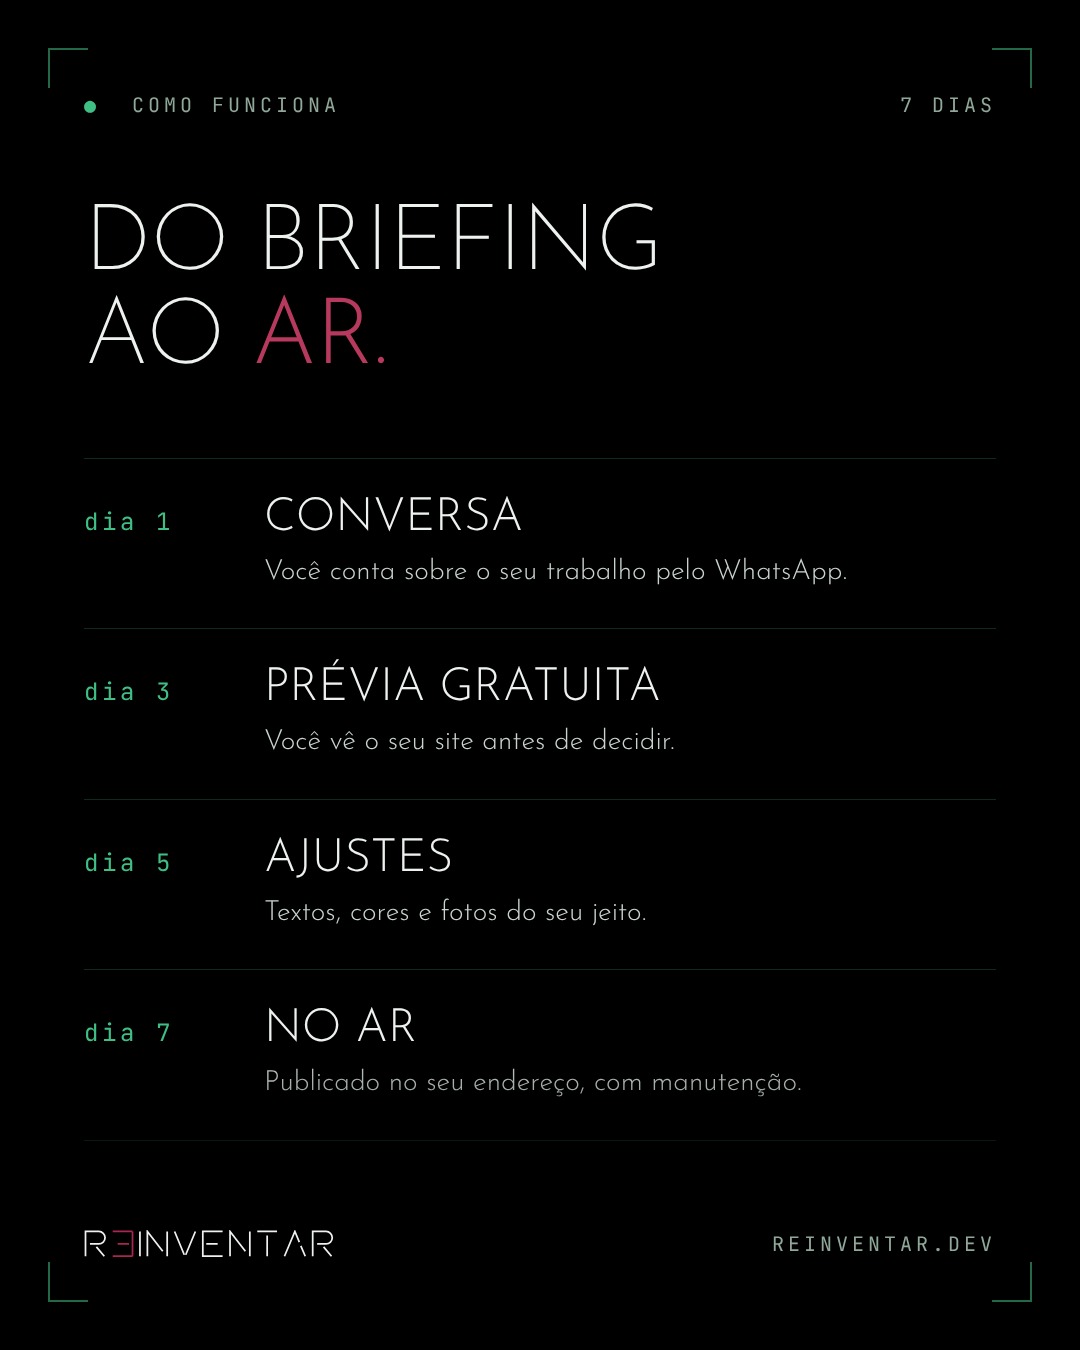 COMO FUNCIONA
7 DIAS
DO BRIEFING
AO AR.
dia 1
CONVERSA
Você conta sobre o seu trabalho pelo WhatsApp.
dia 3
PRÉVIA GRATUITA
Você vê o seu site antes de decidir.
dia 5
AJUSTES
Textos, cores e fotos do seu jeito.
dia 7
NO AR
Publicado no seu endereço, com manutenção.
REINVENTAR
REINVENTAR.DEV